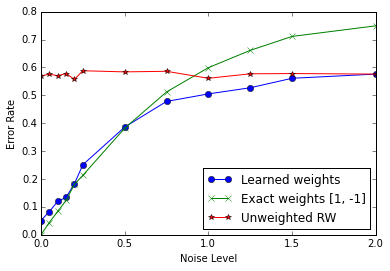 0.8
0.7
0.6
0.5
0.4
0.3
0.2
0.1
0.0
Error Rate
Learned weights
Exact weights [1, -1]
Unweighted RW
0.0 0.5 1.0 1.5 2.0
Noise Level